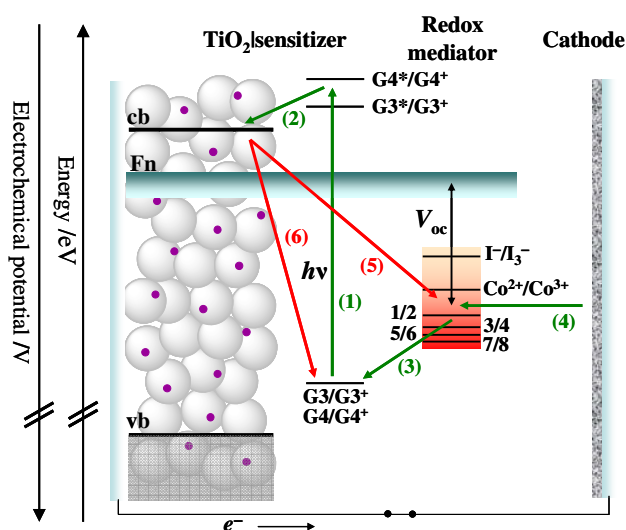 Electrochemical potential /V
Energy /eV
TiO₂|sensitizer
Redox
mediator
Cathode
G4*/G4⁺
G3*/G3⁺
cb
(2)
Fn
V_oc
(6)
hν
(5)
(1)
I⁻/I₃⁻
Co²⁺/Co³⁺
1/2
3/4
5/6
7/8
(4)
(3)
G3/G3⁺
G4/G4⁺
vb
e⁻